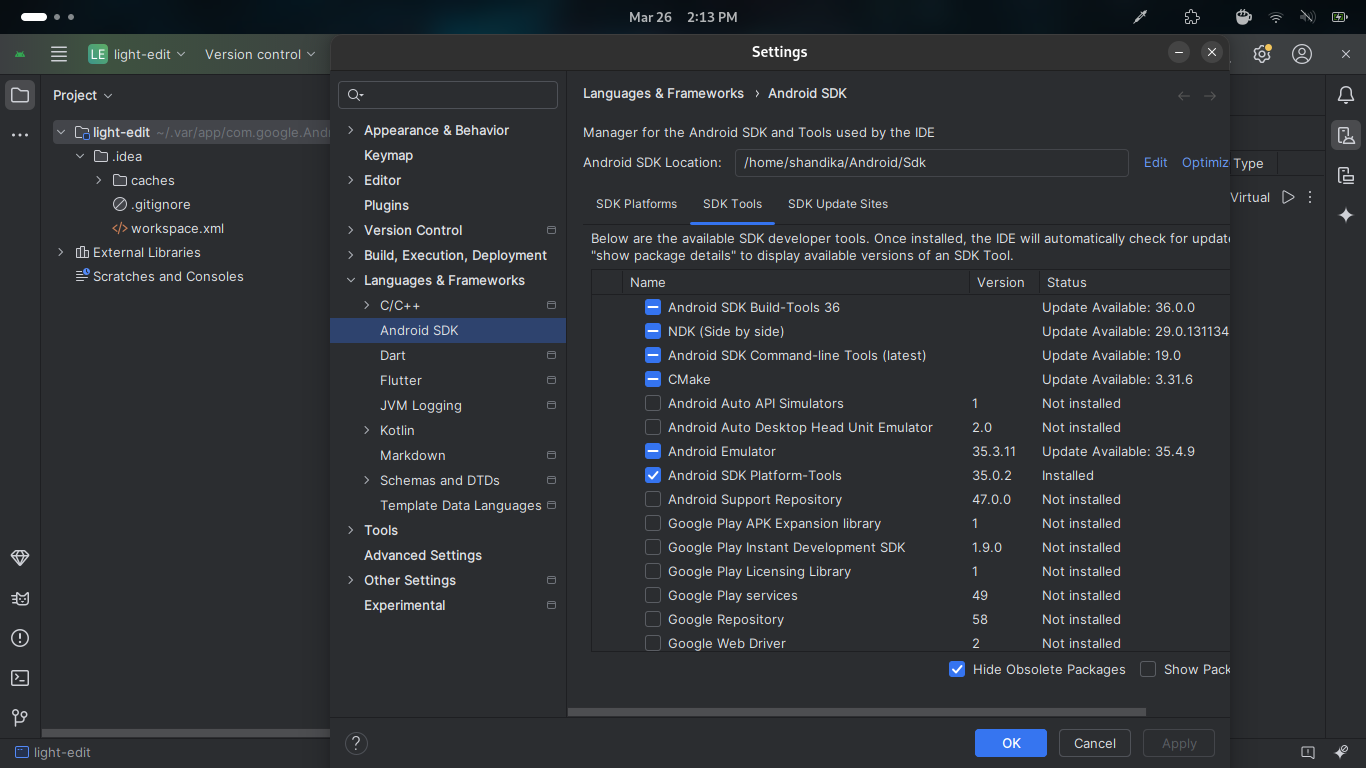 Mar 26 2:13 PM
LE light-edit Version control
Settings
Project
light-edit ~/.var/app/com.google.And
.idea
caches
.gitignore
workspace.xml
External Libraries
Scratches and Consoles
Appearance & Behavior
Keymap
Editor
Plugins
Version Control
Build, Execution, Deployment
Languages & Frameworks
C/C++
Android SDK
Dart
Flutter
JVM Logging
Kotlin
Markdown
Schemas and DTDs
Template Data Languages
Tools
Advanced Settings
Other Settings
Experimental
Languages & Frameworks › Android SDK
Manager for the Android SDK and Tools used by the IDE
Android SDK Location: /home/shandika/Android/Sdk Edit Optimiz
SDK Platforms SDK Tools SDK Update Sites
Below are the available SDK developer tools. Once installed, the IDE will automatically check for update
"show package details" to display available versions of an SDK Tool.
Name Version Status
Android SDK Build-Tools 36 Update Available: 36.0.0
NDK (Side by side) Update Available: 29.0.131134
Android SDK Command-line Tools (latest) Update Available: 19.0
CMake Update Available: 3.31.6
Android Auto API Simulators 1 Not installed
Android Auto Desktop Head Unit Emulator 2.0 Not installed
Android Emulator 35.3.11 Update Available: 35.4.9
Android SDK Platform-Tools 35.0.2 Installed
Android Support Repository 47.0.0 Not installed
Google Play APK Expansion library 1 Not installed
Google Play Instant Development SDK 1.9.0 Not installed
Google Play Licensing Library 1 Not installed
Google Play services 49 Not installed
Google Repository 58 Not installed
Google Web Driver 2 Not installed
Hide Obsolete Packages Show Pack
? OK Cancel Apply
Type
Virtual
light-edit